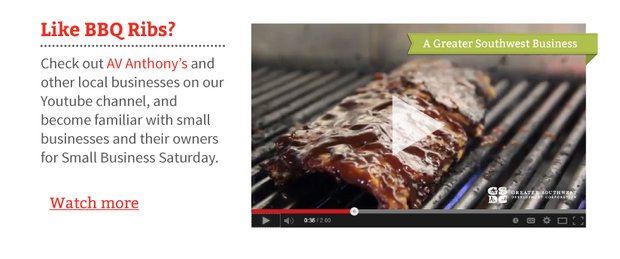 Like BBQ Ribs?
Check out AV Anthony's and
other local businesses on our
Youtube channel, and
become familiar with small
businesses and their owners
for Small Business Saturday.
Watch more
A Greater Southwest Business
GSDC
GREATER SOUTHWEST
DEVELOPMENT CORPORATION
0:36 / 2:00